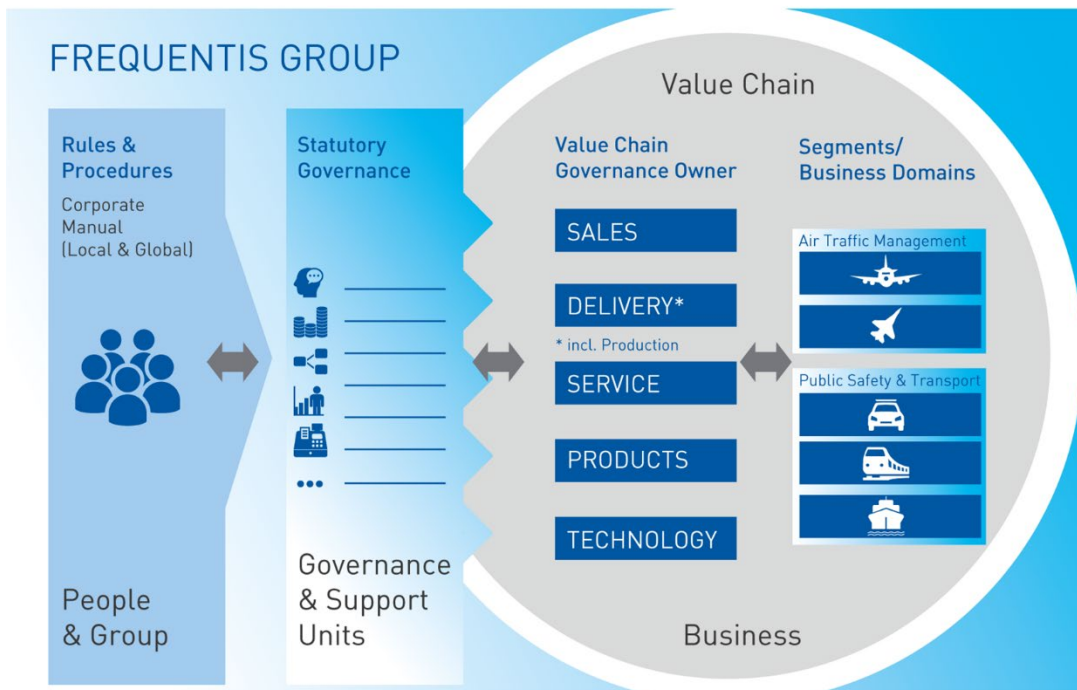 FREQUENTIS GROUP
Rules &
Procedures
Corporate
Manual
(Local & Global)
People
& Group
Statutory
Governance
Governance
& Support
Units
Value Chain
Value Chain
Governance Owner
SALES
DELIVERY*
* incl. Production
SERVICE
PRODUCTS
TECHNOLOGY
Segments/
Business Domains
Air Traffic Management
Public Safety & Transport
Business